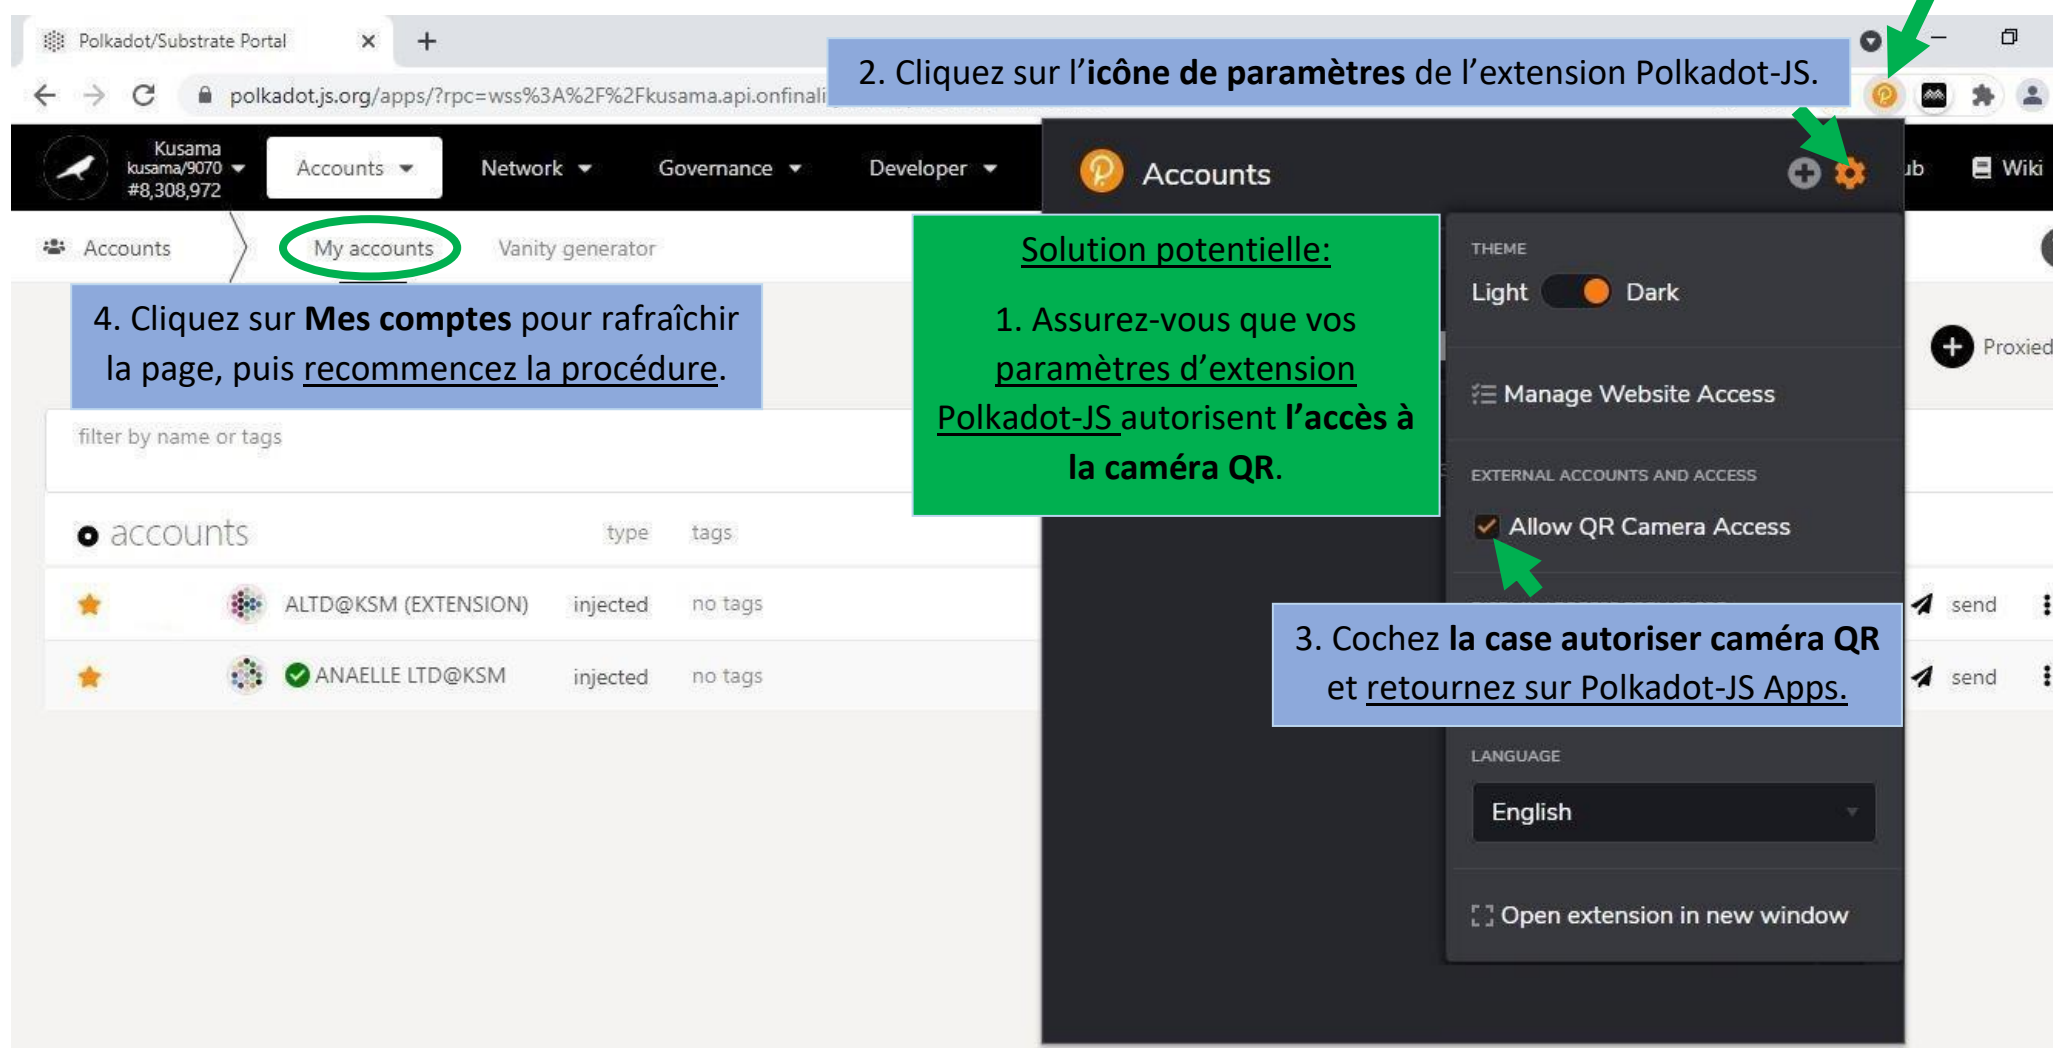 Polkadot/Substrate Portal
2. Cliquez sur l’icône de paramètres de l’extension Polkadot-JS.
polkadot.js.org/apps/?rpc=wss%3A%2F%2Fkusama.api.onfinali
Kusama
kusama/9070
#8,308,972
Accounts
Network
Governance
Developer
Accounts
Wiki
Accounts
My accounts
Vanity generator
4. Cliquez sur Mes comptes pour rafraîchir
la page, puis recommencez la procédure.
Solution potentielle:
1. Assurez-vous que vos
paramètres d’extension
Polkadot-JS autorisent l’accès à
la caméra QR.
THEME
Light Dark
Manage Website Access
EXTERNAL ACCOUNTS AND ACCESS
Allow QR Camera Access
Proxied
filter by name or tags
accounts
type
tags
ALTD@KSM (EXTENSION)
injected
no tags
send
ANAELLE LTD@KSM
injected
no tags
send
3. Cochez la case autoriser caméra QR
et retournez sur Polkadot-JS Apps.
LANGUAGE
English
Open extension in new window